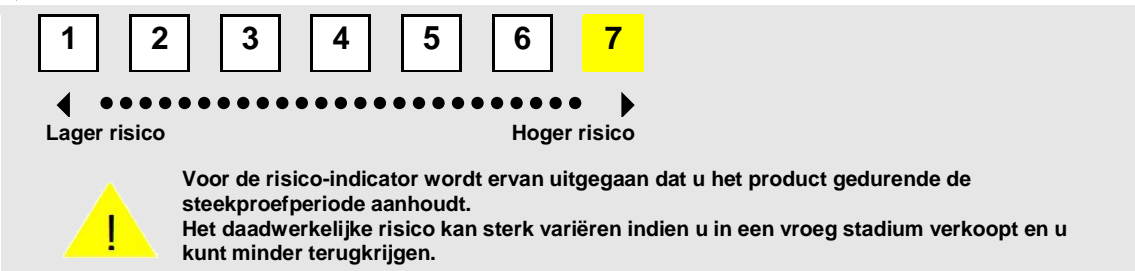 1 2 3 4 5 6 7
Lager risico Hoger risico
!
Voor de risico-indicator wordt ervan uitgegaan dat u het product gedurende de
steekproefperiode aanhoudt.
Het daadwerkelijke risico kan sterk variëren indien u in een vroeg stadium verkoopt en u
kunt minder terugkrijgen.